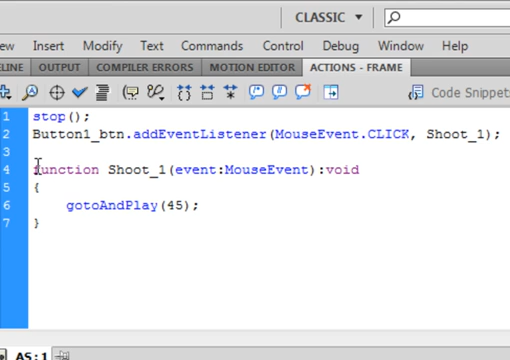 CLASSIC
ew Insert Modify Text Commands Control Debug Window Help
LINE OUTPUT COMPILER ERRORS MOTION EDITOR ACTIONS - FRAME
Code Snippets
1 stop();
2 Button1_btn.addEventListener(MouseEvent.CLICK, Shoot_1);
3
4 function Shoot_1(event:MouseEvent):void
5 {
6 gotoAndPlay(45);
7 }
AS:1